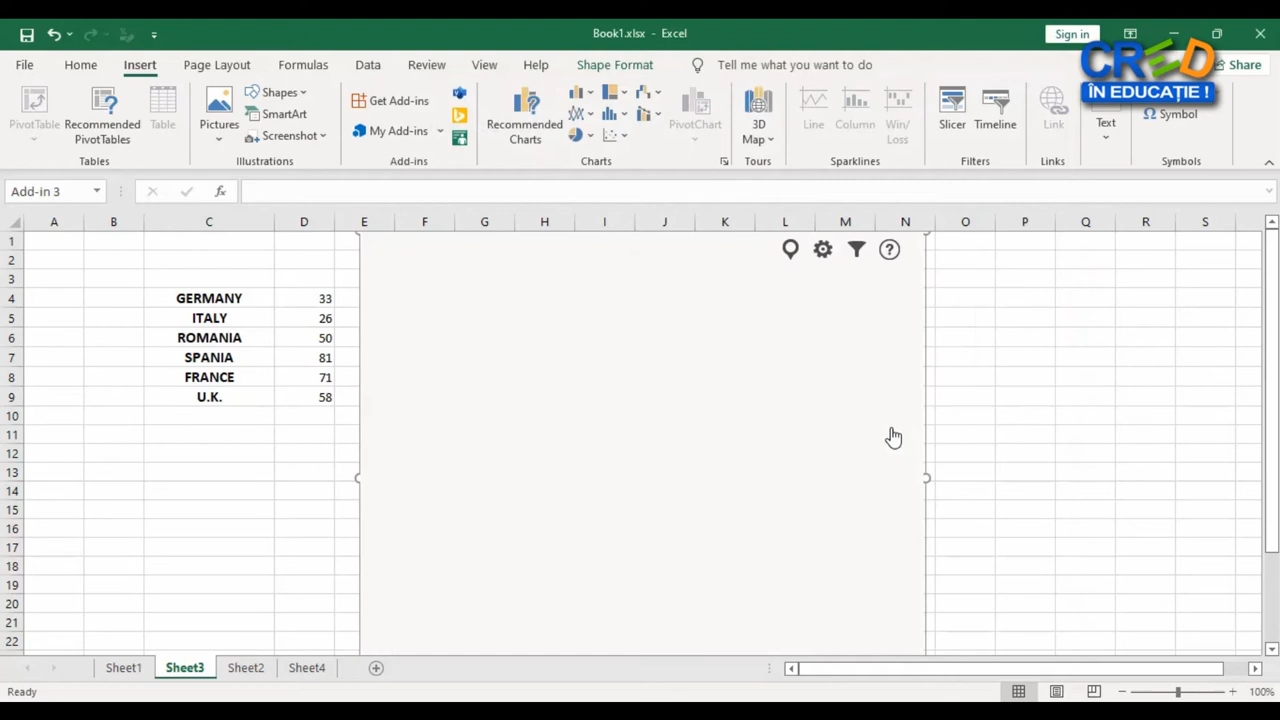 Book1.xlsx - Excel
Sign in
CRED
ÎN EDUCAȚIE !
File Home Insert Page Layout Formulas Data Review View Help Shape Format Tell me what you want to do Share
PivotTable
Recommended
PivotTables
Table
Tables
Pictures
Shapes
SmartArt
Screenshot
Illustrations
Get Add-ins
My Add-ins
Add-ins
Recommended
Charts
PivotChart
Charts
3D
Map
Tours
Line
Column
Win/
Loss
Sparklines
Slicer
Timeline
Filters
Link
Links
Text
Symbol
Symbols
Add-in 3
fx
A B C D E F G H I J K L M N O P Q R S
1
2
3
4 GERMANY 33
5 ITALY 26
6 ROMANIA 50
7 SPANIA 81
8 FRANCE 71
9 U.K. 58
10
11
12
13
14
15
16
17
18
19
20
21
22
Sheet1 Sheet3 Sheet2 Sheet4
Ready
100%